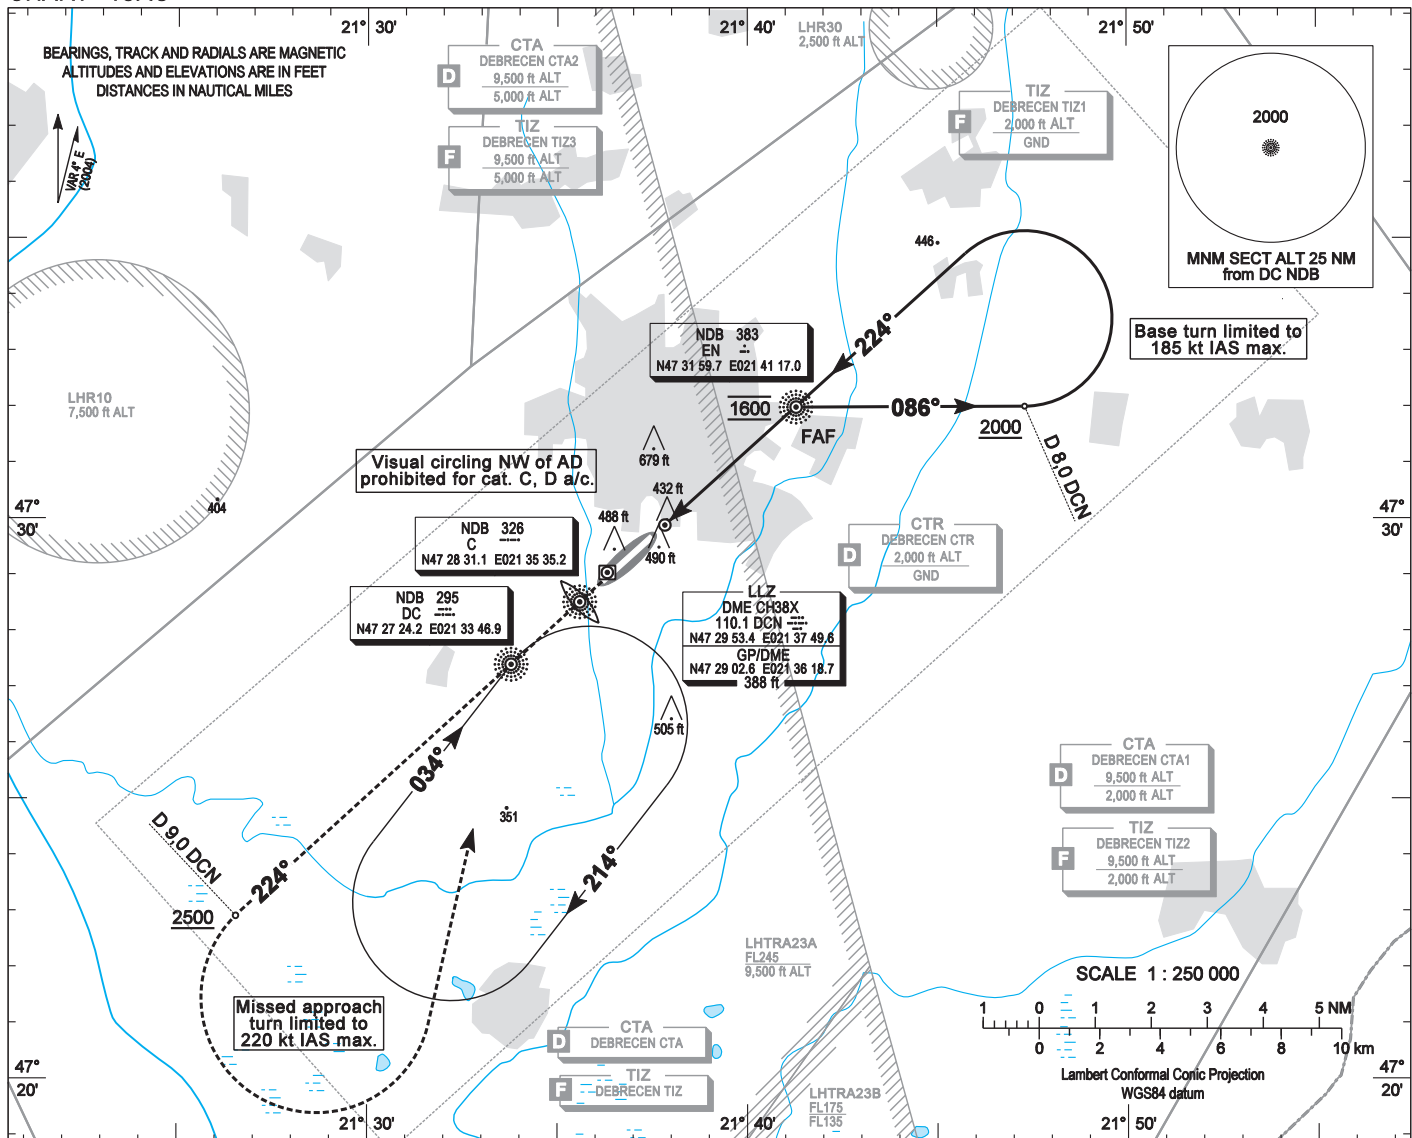 21° 30'
21° 40'
21° 50'
BEARINGS, TRACK AND RADIALS ARE MAGNETIC
ALTITUDES AND ELEVATIONS ARE IN FEET
DISTANCES IN NAUTICAL MILES
VAR 4° E
(2004)
CTA
D
DEBRECEN CTA2
9,500 ft ALT
5,000 ft ALT
TIZ
F
DEBRECEN TIZ3
9,500 ft ALT
5,000 ft ALT
LHR30
2,500 ft ALT
TIZ
F
DEBRECEN TIZ1
2,000 ft ALT
GND
2000
MNM SECT ALT 25 NM
from DC NDB
446
Base turn limited to
185 kt IAS max.
NDB 383
EN
N47 31 59.7 E021 41 17.0
224°
1600
FAF
086°
2000
D 8,0 DCN
LHR10
7,500 ft ALT
404
Visual circling NW of AD
prohibited for cat. C, D a/c.
679 ft
432 ft
488 ft
490 ft
47°
30'
47°
30'
NDB 326
C
N47 28 31.1 E021 35 35.2
NDB 295
DC
N47 27 24.2 E021 33 46.9
CTR
D
DEBRECEN CTR
2,000 ft ALT
GND
LLZ
DME CH38X
110.1 DCN
N47 29 53.4 E021 37 49.6
GP/DME
N47 29 02.6 E021 36 18.7
388 ft
505 ft
034°
351
D 9,0 DCN
224°
214°
2500
CTA
D
DEBRECEN CTA1
9,500 ft ALT
2,000 ft ALT
TIZ
F
DEBRECEN TIZ2
9,500 ft ALT
2,000 ft ALT
LHTRA23A
FL245
9,500 ft ALT
Missed approach
turn limited to
220 kt IAS max.
CTA
D
DEBRECEN CTA
TIZ
F
DEBRECEN TIZ
LHTRA23B
FL175
FL135
SCALE 1 : 250 000
1 0 1 2 3 4 5 NM
0 2 4 6 8 10 km
Lambert Conformal Conic Projection
WGS84 datum
47°
20'
47°
20'
21° 30'
21° 40'
21° 50'